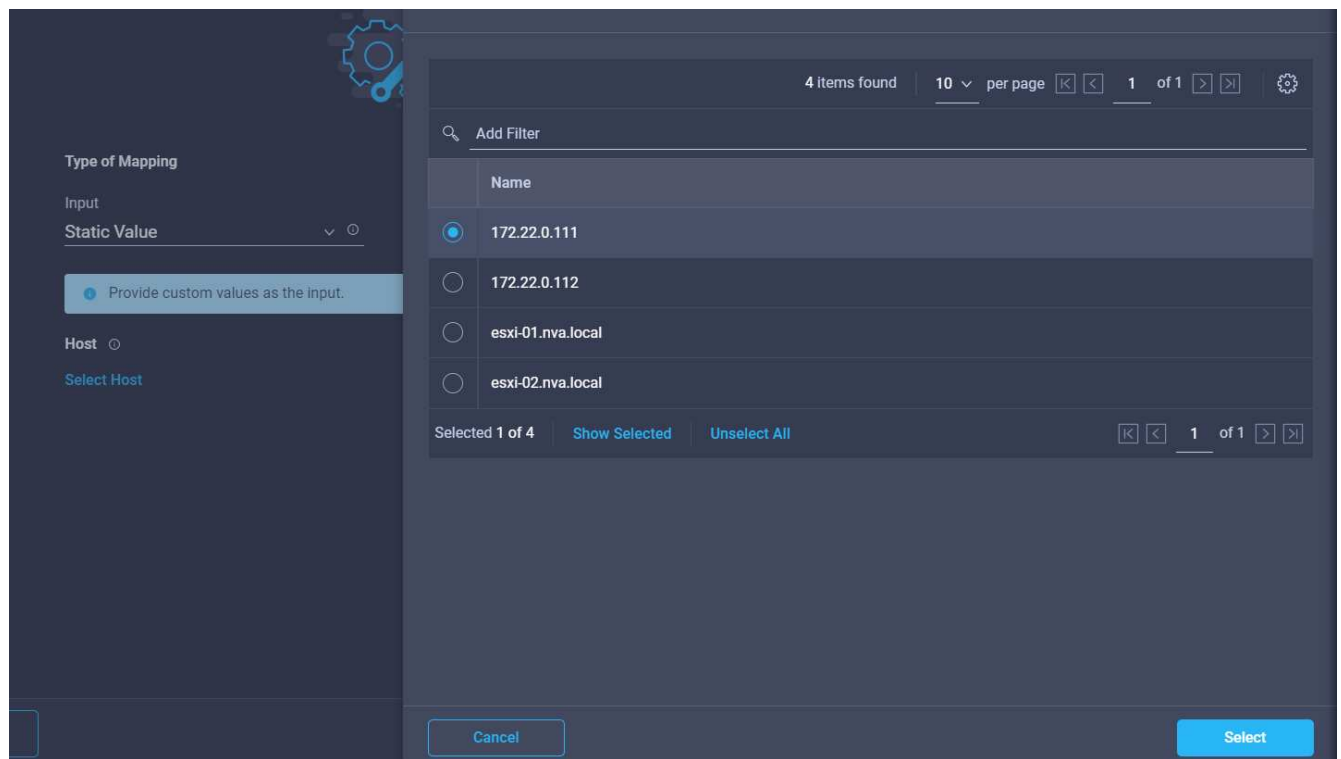 4 items found 10 per page 1 of 1
Add Filter
Type of Mapping
Name
Input
Static Value
172.22.0.111
172.22.0.112
Provide custom values as the input.
Host
esxi-01.nva.local
Select Host
esxi-02.nva.local
Selected 1 of 4 Show Selected Unselect All 1 of 1
Cancel
Select